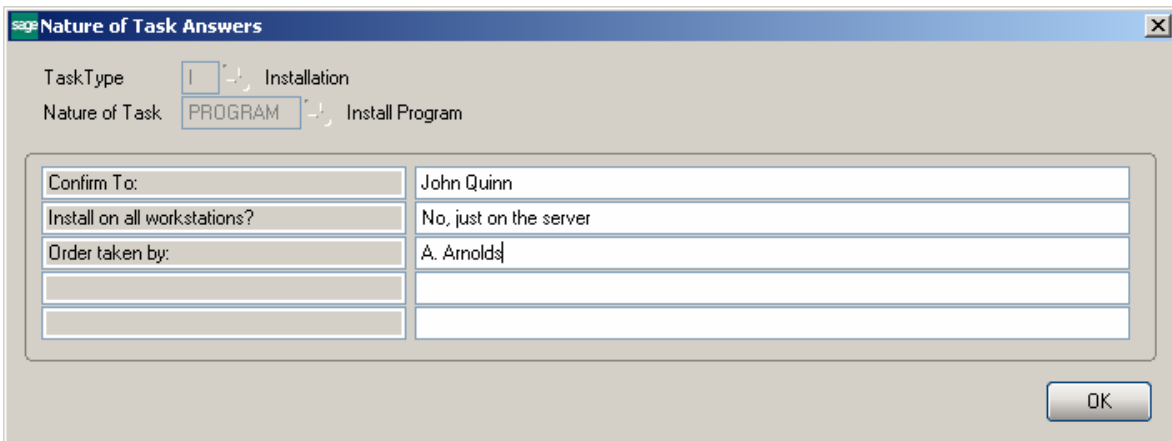 sage Nature of Task Answers
TaskType I Installation
Nature of Task PROGRAM Install Program
Confirm To: John Quinn
Install on all workstations? No, just on the server
Order taken by: A. Arnolds
OK